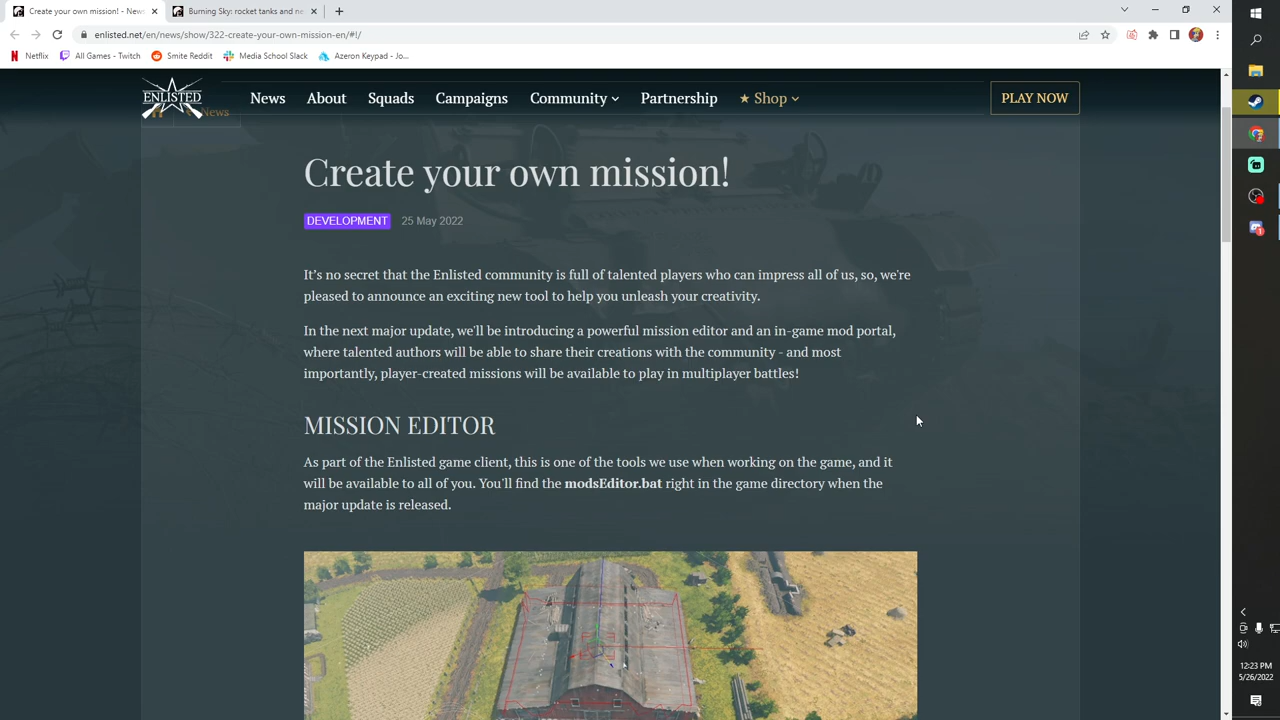 Create your own mission! - News
Burning Sky: rocket tanks and ne
enlisted.net/en/news/show/322-create-your-own-mission-en/#!/
Netflix
All Games - Twitch
Smite Reddit
Media School Slack
Azeron Keypad - Jo...
ENLISTED
News
About
Squads
Campaigns
Community
Partnership
Shop
PLAY NOW
News
Create your own mission!
DEVELOPMENT
25 May 2022
It's no secret that the Enlisted community is full of talented players who can impress all of us, so, we're
pleased to announce an exciting new tool to help you unleash your creativity.
In the next major update, we'll be introducing a powerful mission editor and an in-game mod portal,
where talented authors will be able to share their creations with the community - and most
importantly, player-created missions will be available to play in multiplayer battles!
MISSION EDITOR
As part of the Enlisted game client, this is one of the tools we use when working on the game, and it
will be available to all of you. You'll find the modsEditor.bat right in the game directory when the
major update is released.
12:23 PM
5/26/2022